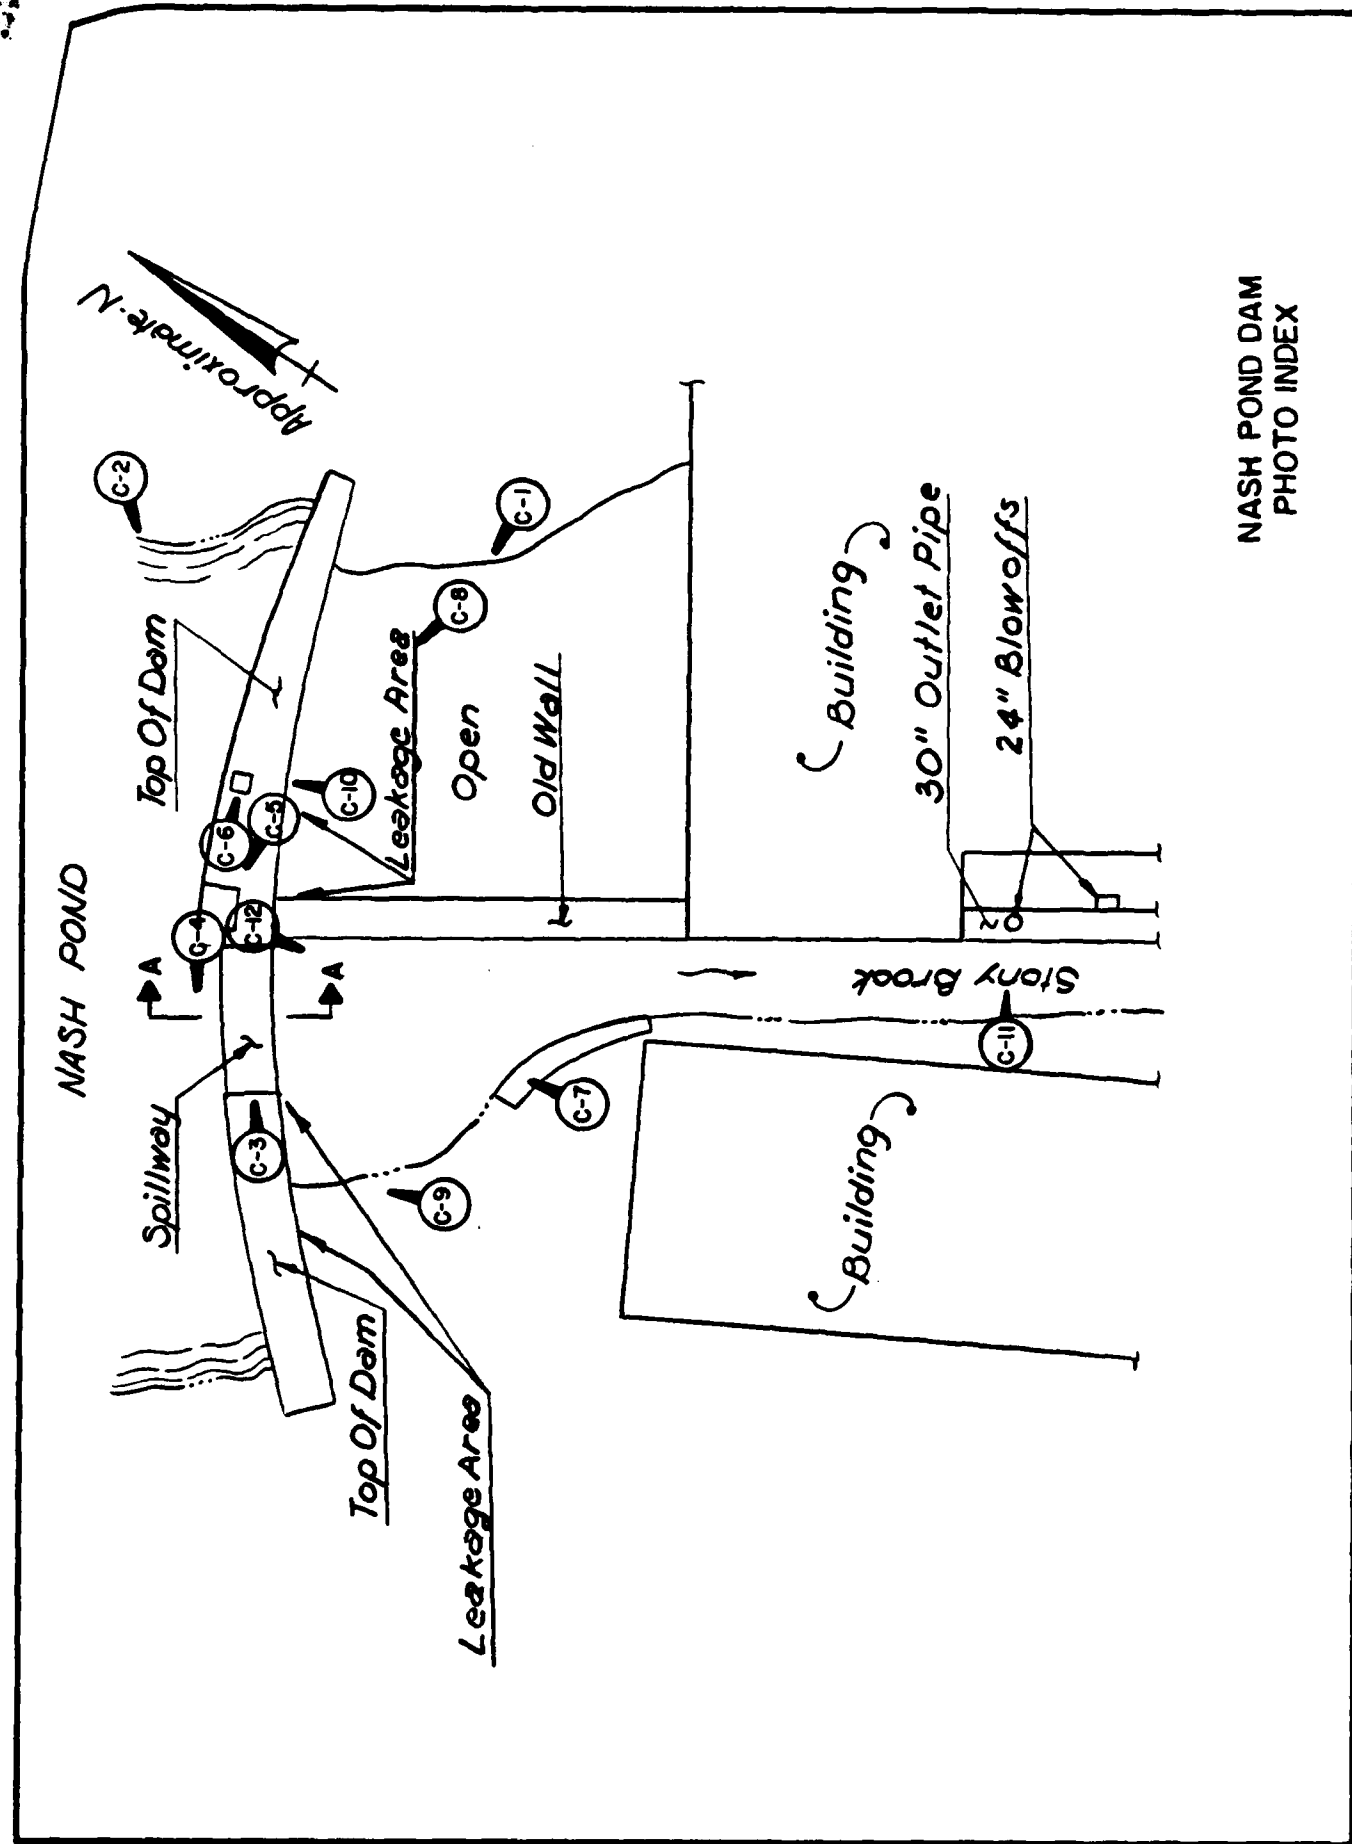 NASH POND
Approximate-N
C-2
Top Of Dam
Spillway
A
A
C-4
C-12
C-6
C-5
C-10
C-3
C-1
C-8
Leakage Area
Open
Old Wall
C-9
C-7
Top Of Dam
Leakage Area
Building
Building
30" Outlet Pipe
24" Blowoffs
Stony Brook
C-11
NASH POND DAM
PHOTO INDEX